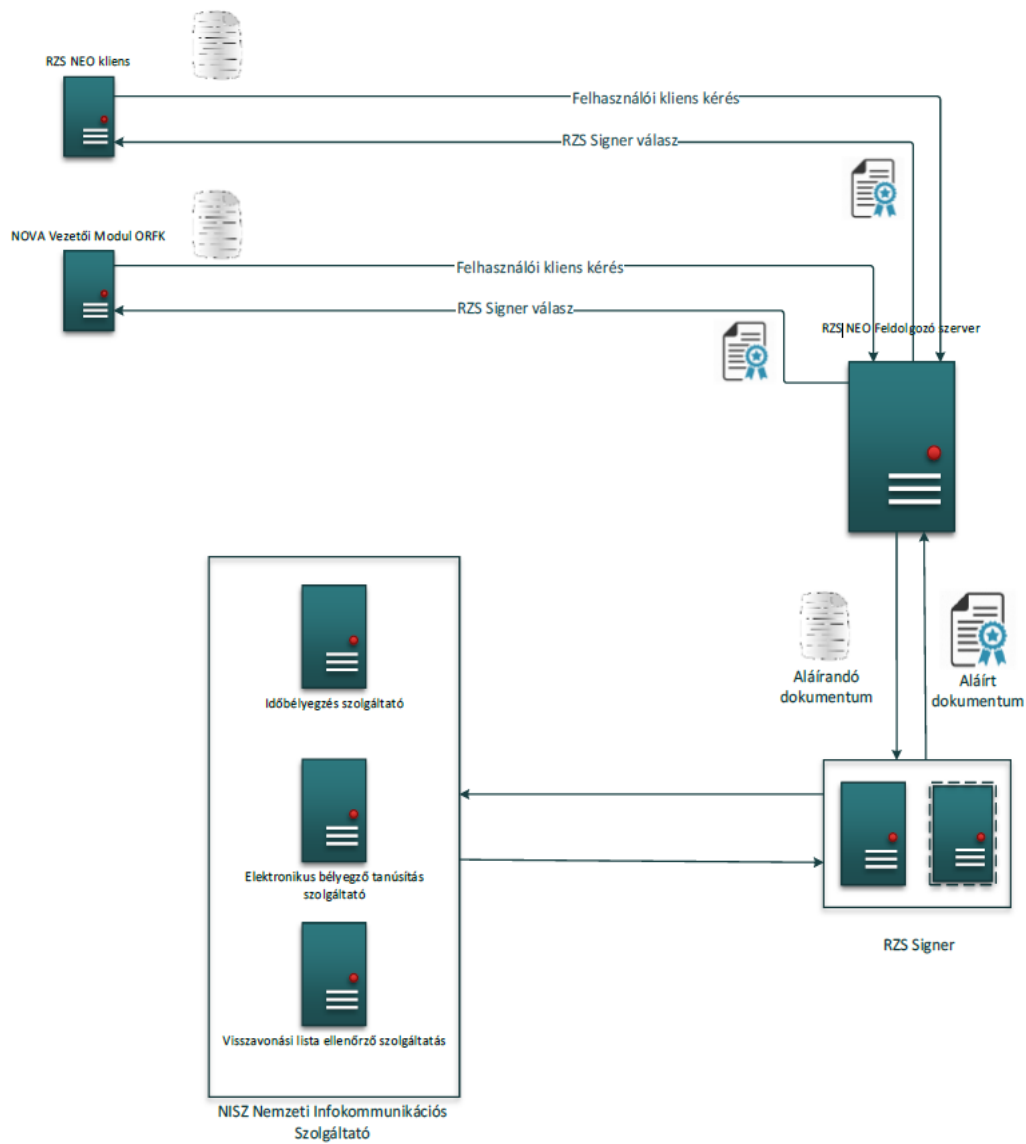 RZS NEO kliens
Felhasználói kliens kérés
RZS Signer válasz
NOVA Vezetői Modul ORFK
Felhasználói kliens kérés
RZS Signer válasz
RZS NEO Feldolgozó szerver
Aláírandó
dokumentum
Aláírt
dokumentum
Időbélyegzés szolgáltató
Elektronikus bélyegző tanúsítás
szolgáltató
Visszavonási lista ellenőrző szolgáltatás
RZS Signer
NISZ Nemzeti Infokommunikációs
Szolgáltató